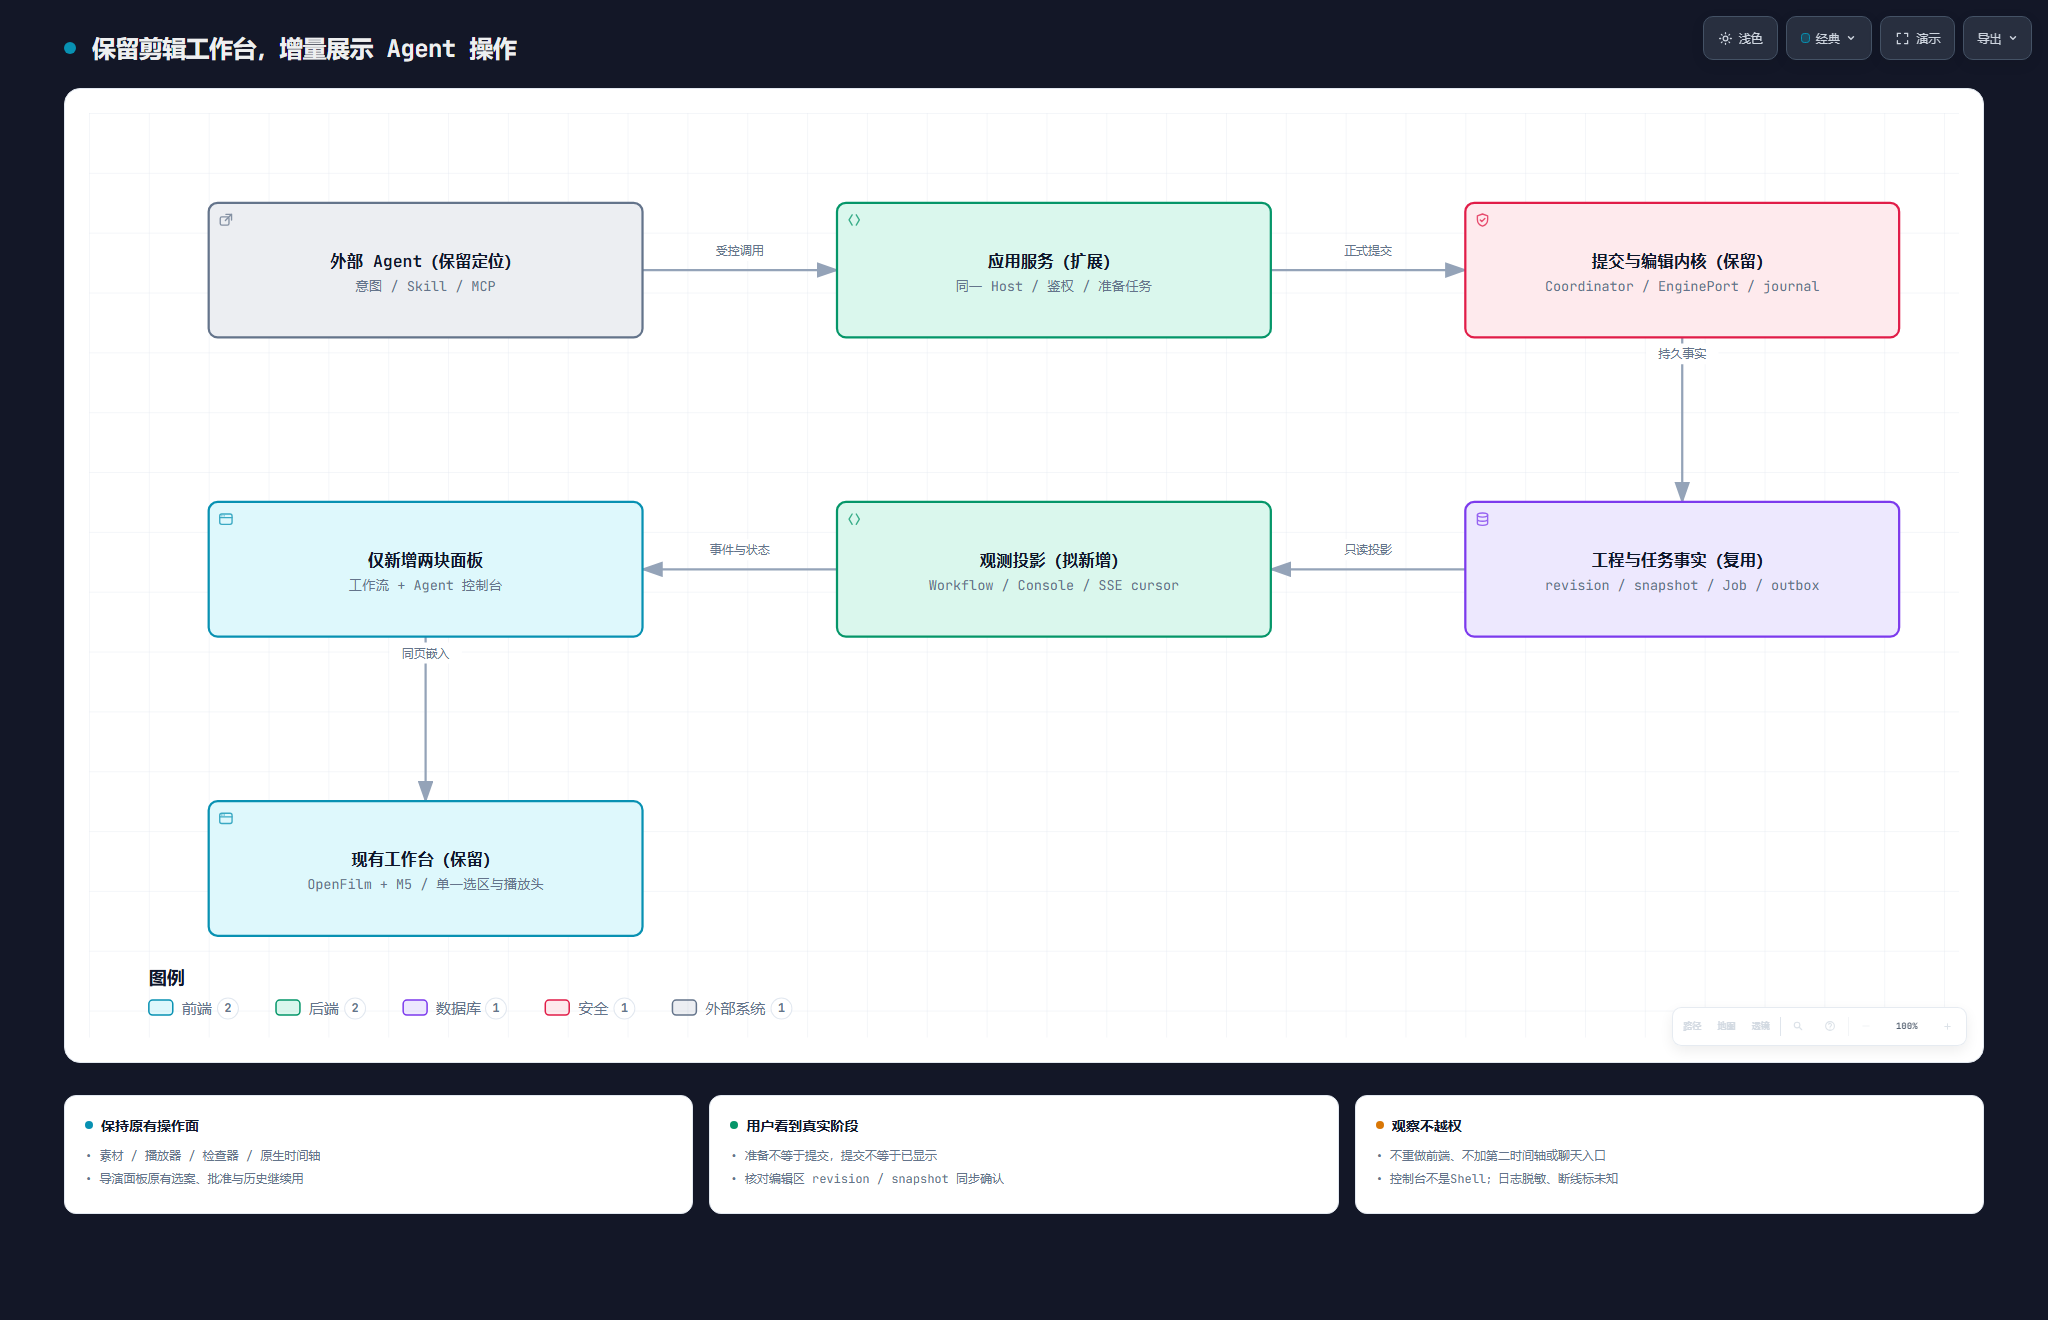 保留剪辑工作台，增量展示 Agent 操作
浅色
经典
演示
导出
外部 Agent（保留定位）
意图 / Skill / MCP
受控调用
应用服务（扩展）
同一 Host / 鉴权 / 准备任务
正式提交
提交与编辑内核（保留）
Coordinator / EnginePort / journal
持久事实
仅新增两块面板
工作流 + Agent 控制台
事件与状态
观测投影（拟新增）
Workflow / Console / SSE cursor
只读投影
工程与任务事实（复用）
revision / snapshot / Job / outbox
同页嵌入
现有工作台（保留）
OpenFilm + M5 / 单一选区与播放头
图例
前端 2
后端 2
数据库 1
安全 1
外部系统 1
路径
100%
保持原有操作面
• 素材 / 播放器 / 检查器 / 原生时间轴
• 导演面板原有选案、批准与历史继续用
用户看到真实阶段
• 准备不等于提交，提交不等于已显示
• 核对编辑区 revision / snapshot 同步确认
观察不越权
• 不重做前端、不加第二时间轴或聊天入口
• 控制台不是Shell；日志脱敏、断线标未知